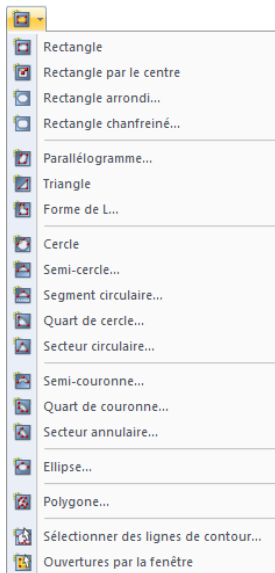 Rectangle
Rectangle par le centre
Rectangle arrondi...
Rectangle chanfreiné...
Parallélogramme...
Triangle
Forme de L...
Cercle
Semi-cercle...
Segment circulaire...
Quart de cercle...
Secteur circulaire...
Semi-couronne...
Quart de couronne...
Secteur annulaire...
Ellipse...
Polygone...
Sélectionner des lignes de contour...
Ouvertures par la fenêtre